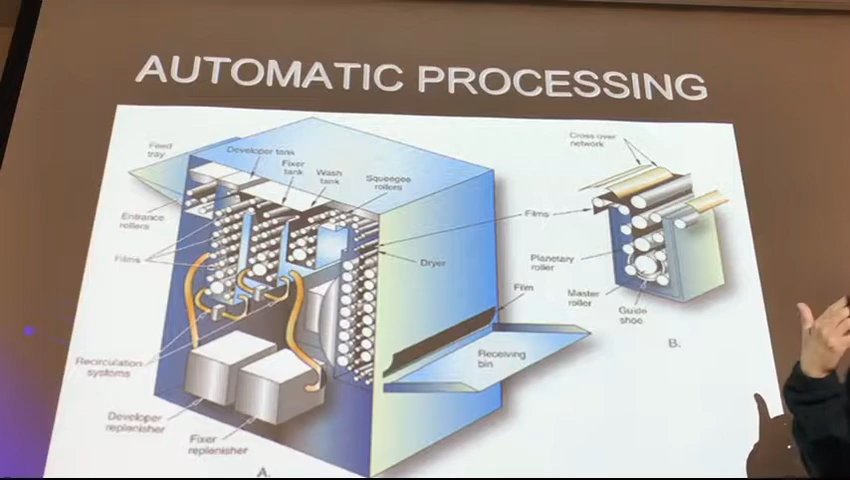 AUTOMATIC PROCESSING
Feed
tray
Developer tank
Fixer
tank
Wash
tank
Squeegee
rollers
Entrance
rollers
Films
Dryer
Recirculation
systems
Developer
replenisher
Fixer
replenisher
A.
Films
Film
Receiving
bin
Cross over
network
Planetary
roller
Master
roller
Guide
shoe
B.